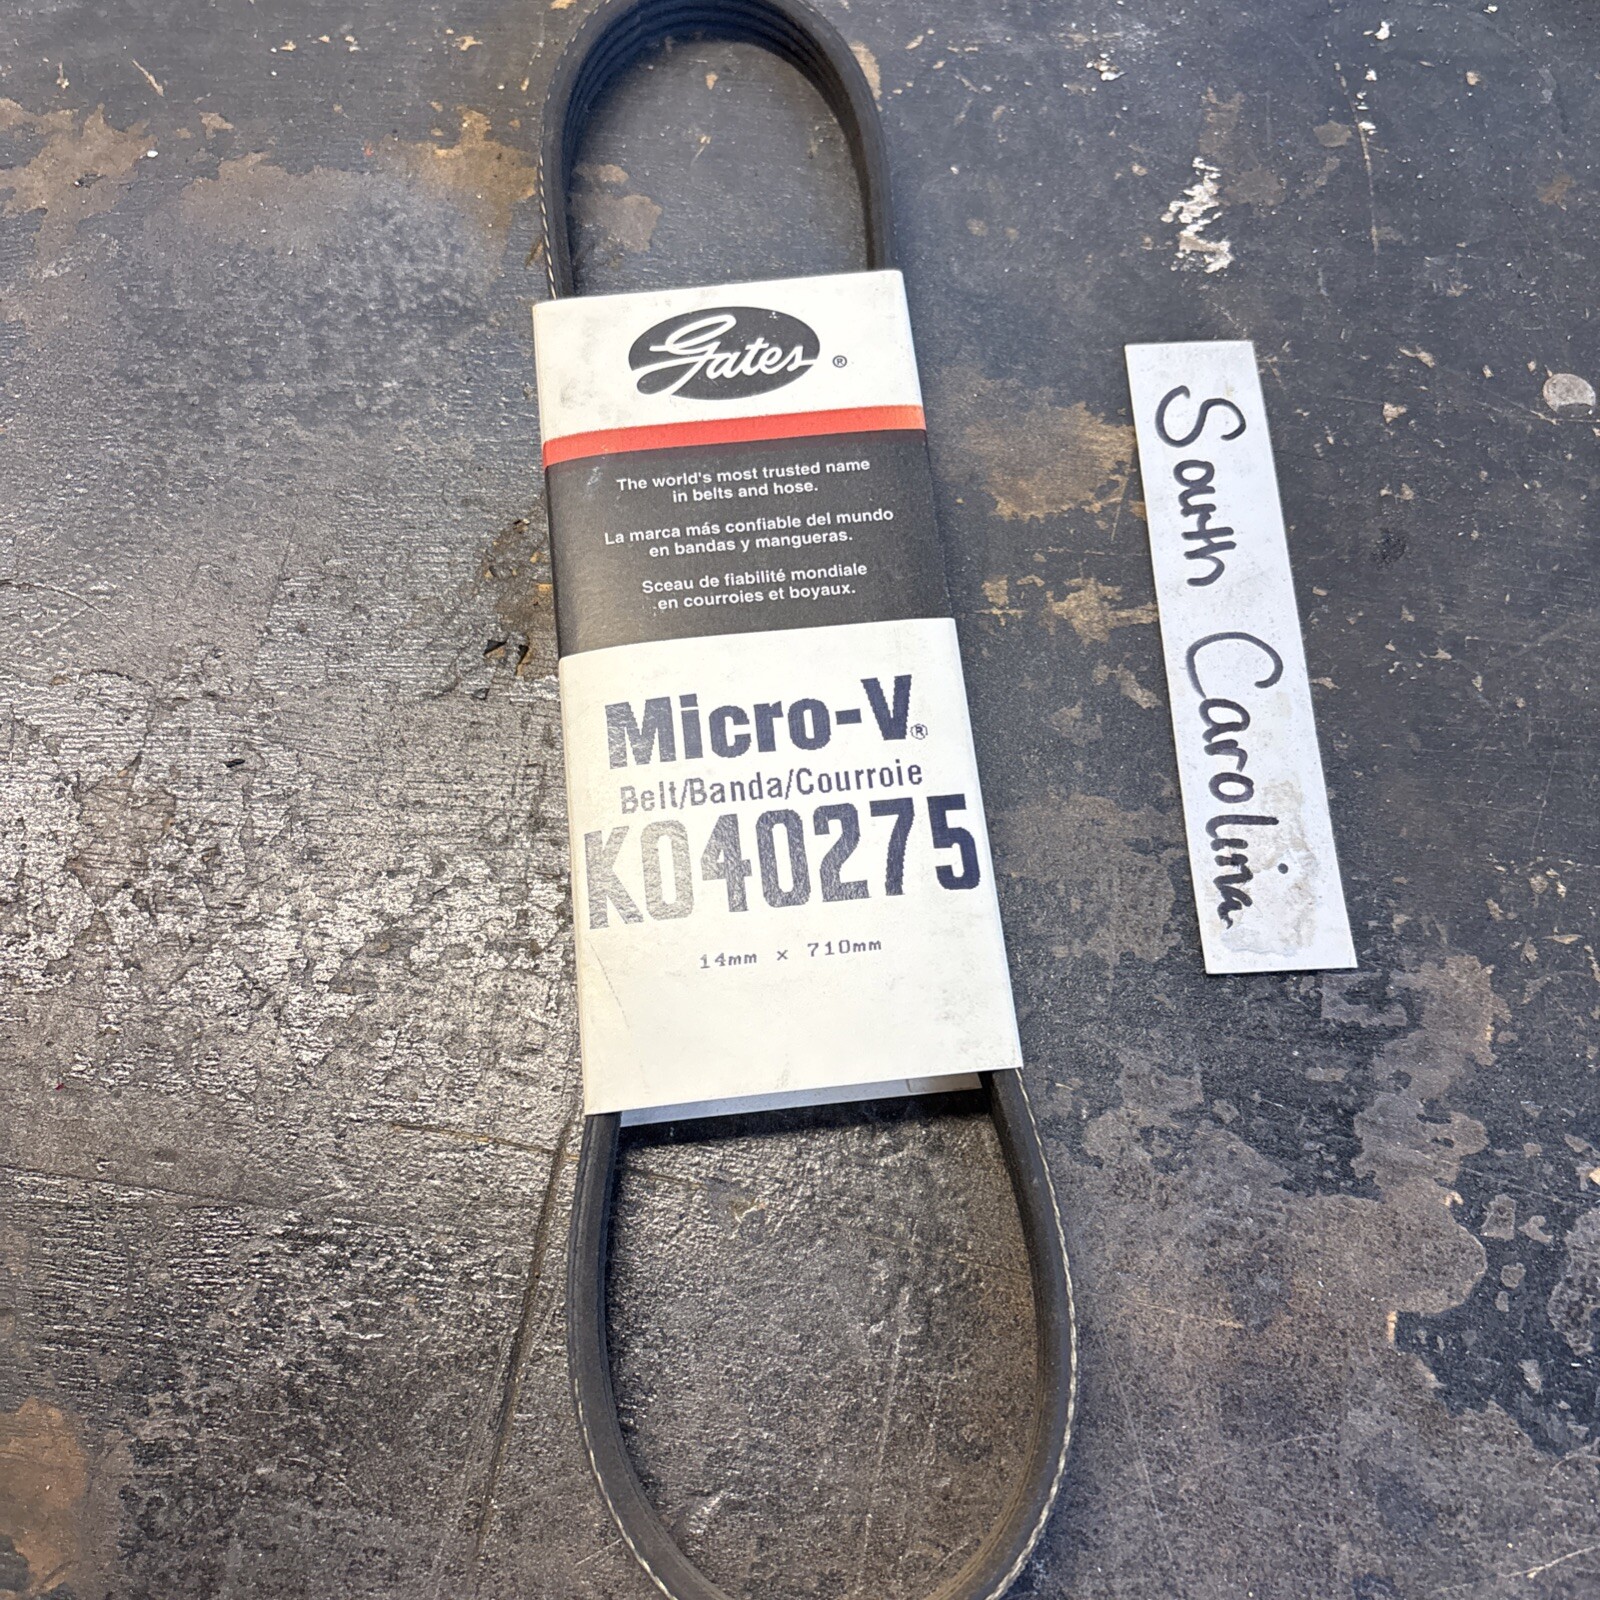 Gates ®
The world's most trusted name
in belts and hose.
La marca más confiable del mundo
en bandas y mangueras.
Sceau de fiabilité mondiale
en courroies et boyaux.
Micro-V®
Belt/Banda/Courroie
K040275
14mm x 710mm
South Carolina